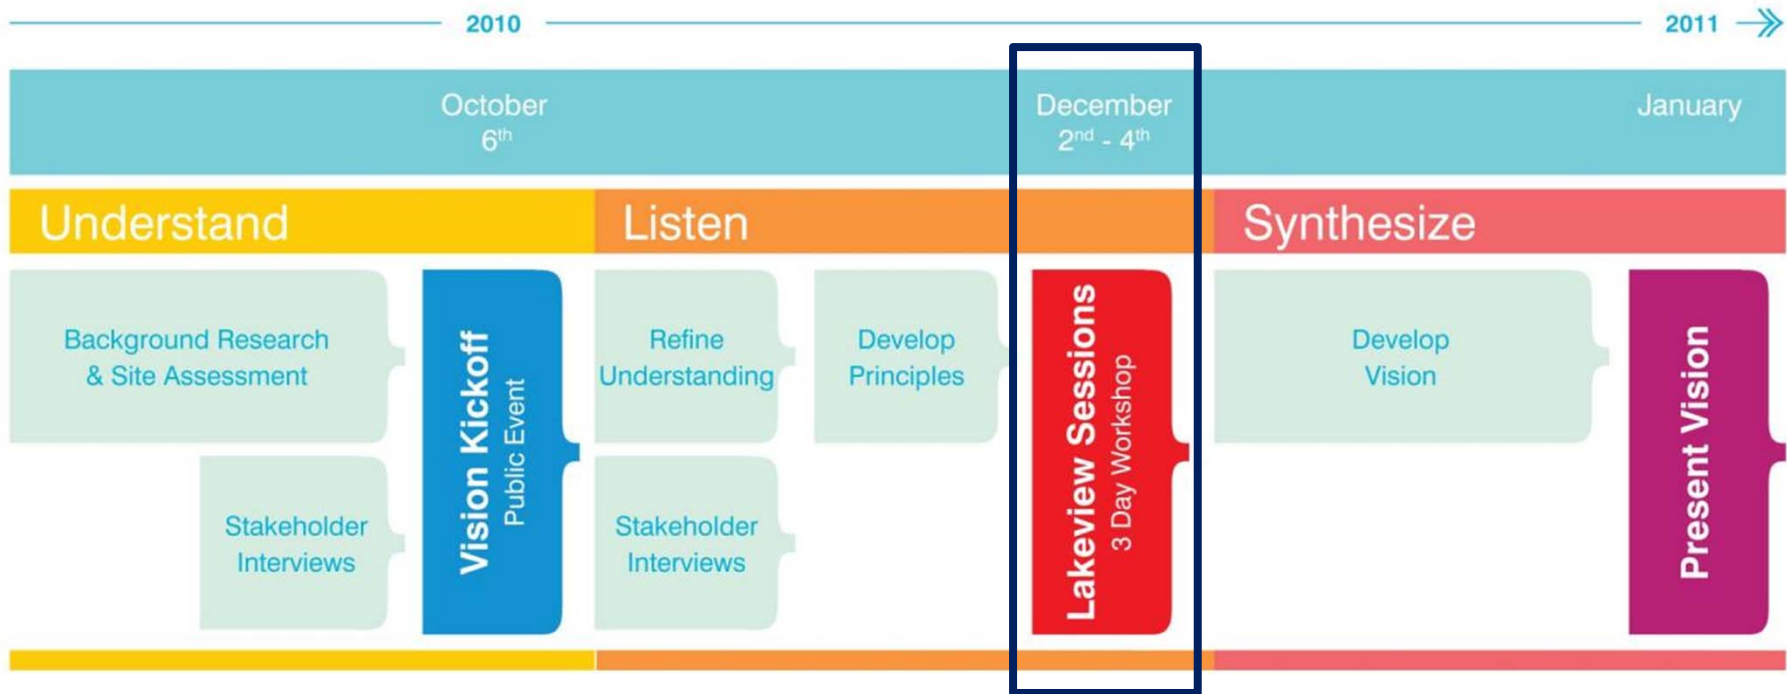 2010
2011
October
6th
December
2nd - 4th
January
Understand
Listen
Synthesize
Background Research
& Site Assessment
Stakeholder
Interviews
Vision Kickoff
Public Event
Refine
Understanding
Stakeholder
Interviews
Develop
Principles
Lakeview Sessions
3 Day Workshop
Develop
Vision
Present Vision